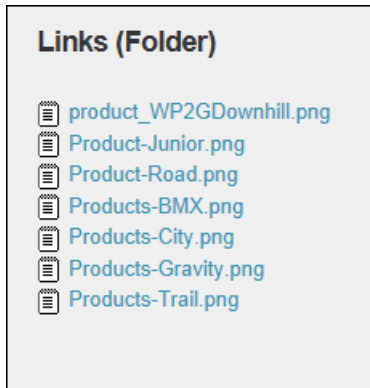 Links (Folder)
product_WP2GDownhill.png
Product-Junior.png
Product-Road.png
Products-BMX.png
Products-City.png
Products-Gravity.png
Products-Trail.png